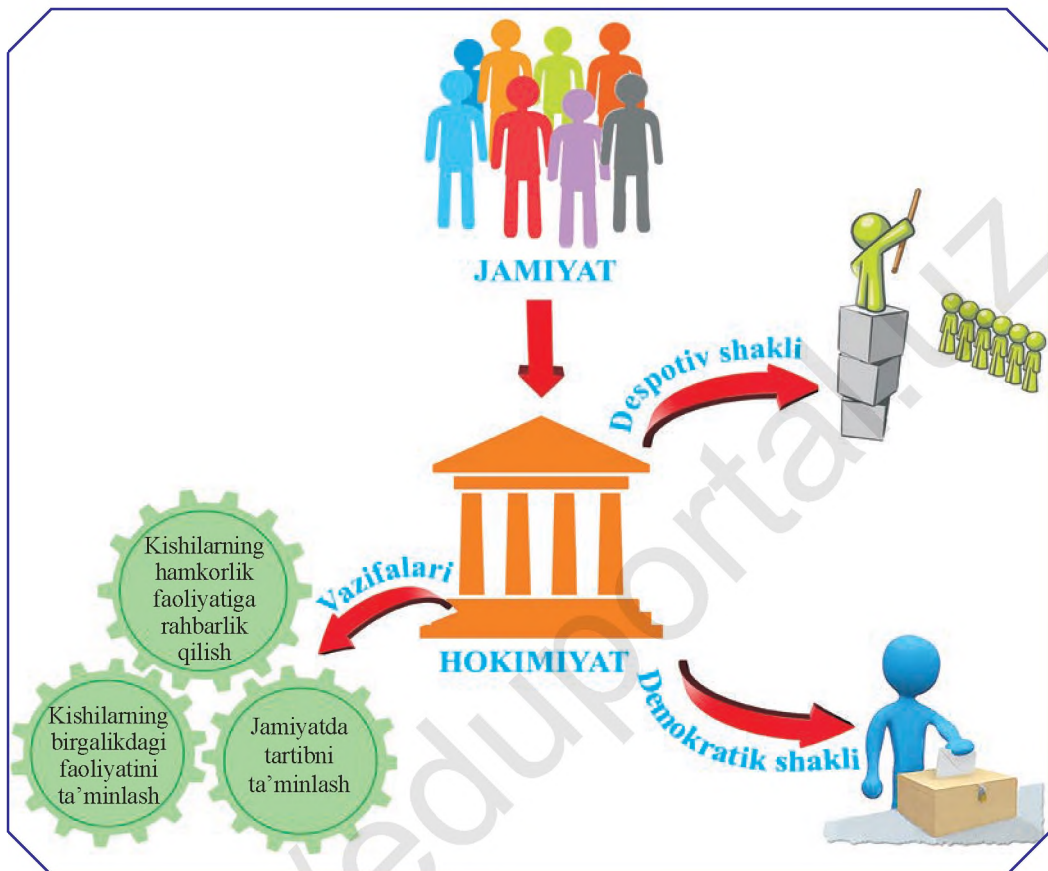 JAMIYAT
Despotiv shakli
Vazifalari
HOKIMIYAT
Demokratik shakli
Kishilarning
hamkorlik
faoliyatiga
rahbarlik
qilish
Kishilarning
birgalikdagi
faoliyatini
ta’minlash
Jamiyatda
tartibni
ta’minlash
eduportal.uz